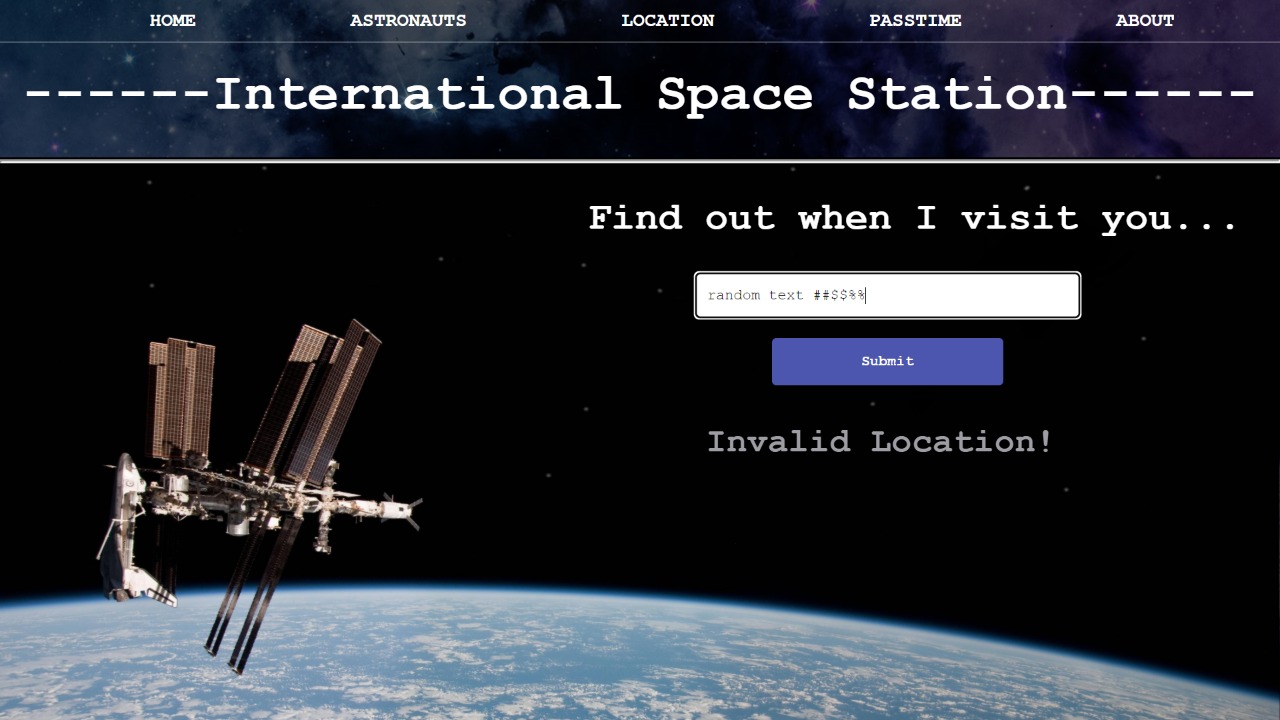 HOME ASTRONAUTS LOCATION PASSTIME ABOUT
------International Space Station------
Find out when I visit you...
random text ##$$%%
Submit
Invalid Location!